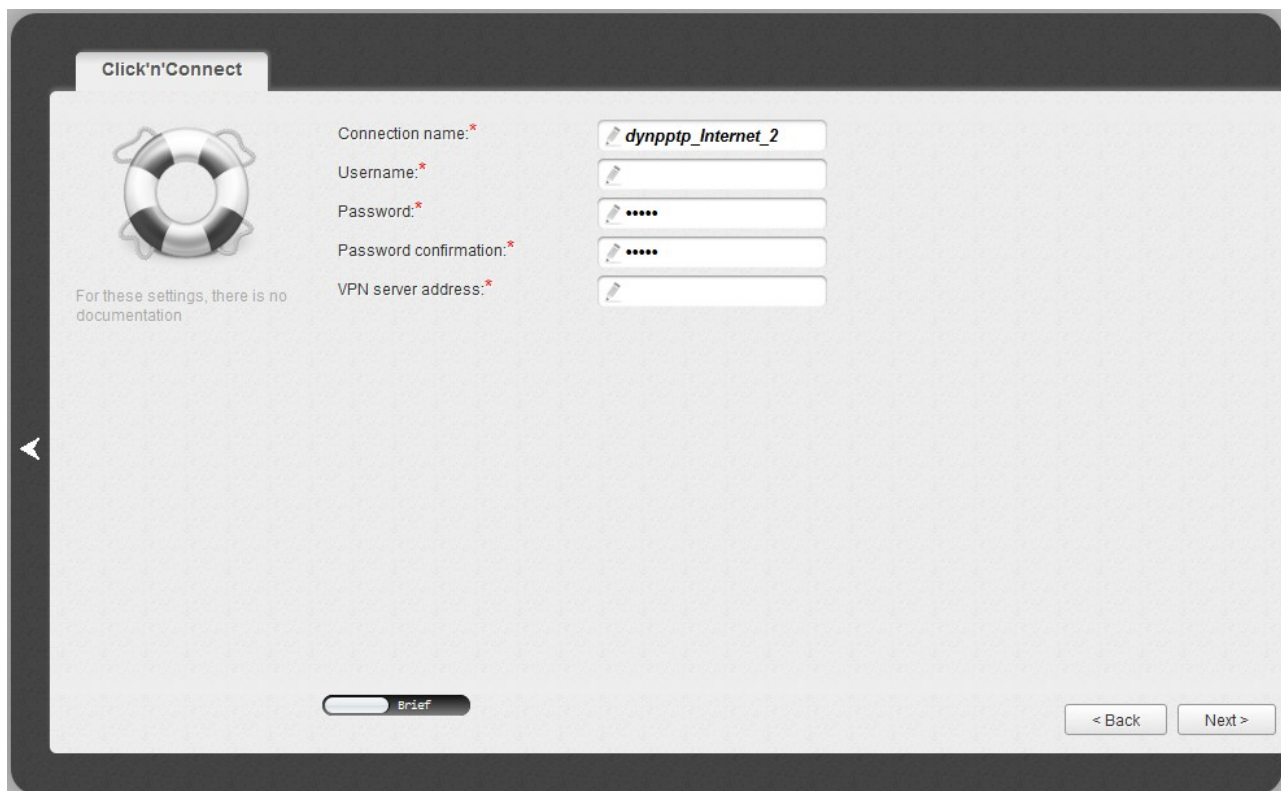 Click'n'Connect
Connection name:* dynpptp_Internet_2
Username:*
Password:* •••••
Password confirmation:* •••••
VPN server address:*
For these settings, there is no
documentation
Brief
< Back Next >